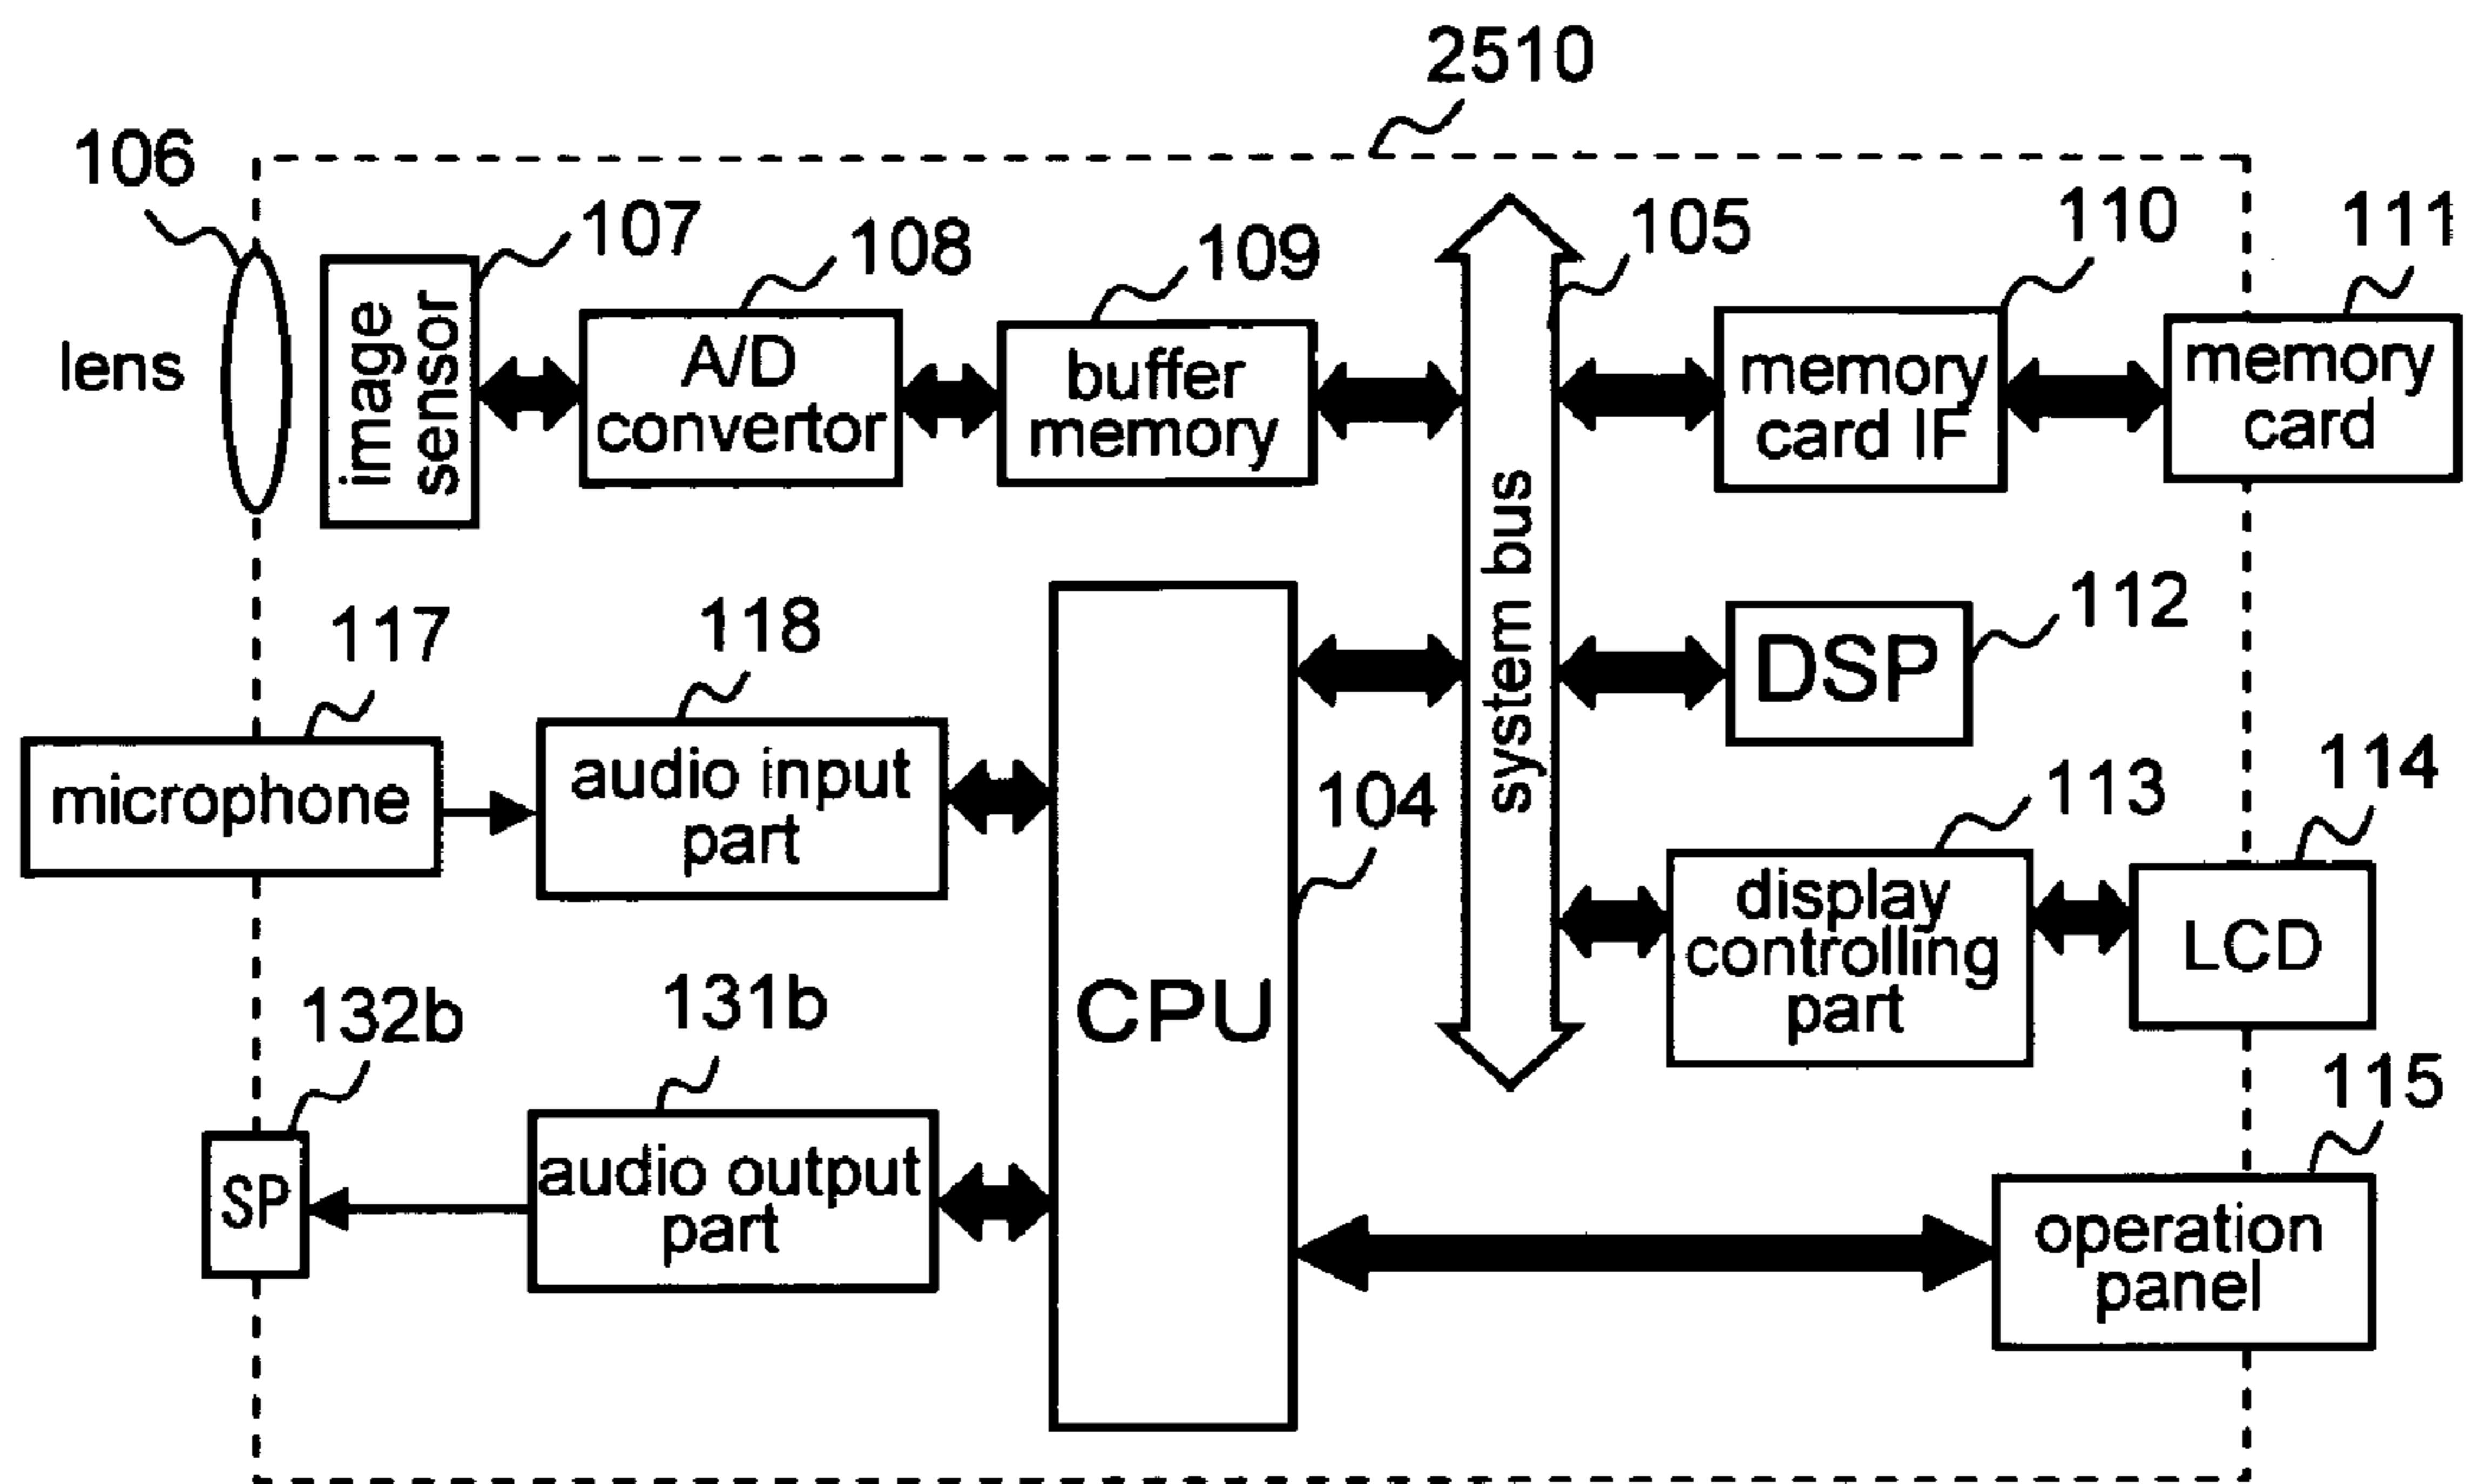 2510
106
107
108
109
105
110
111
lens
image
sensor
A/D
convertor
buffer
memory
system bus
memory
card IF
memory
card
117
118
104
112
microphone
audio input
part
CPU
DSP
113
114
display
controlling
part
LCD
132b
131b
115
SP
audio output
part
operation
panel